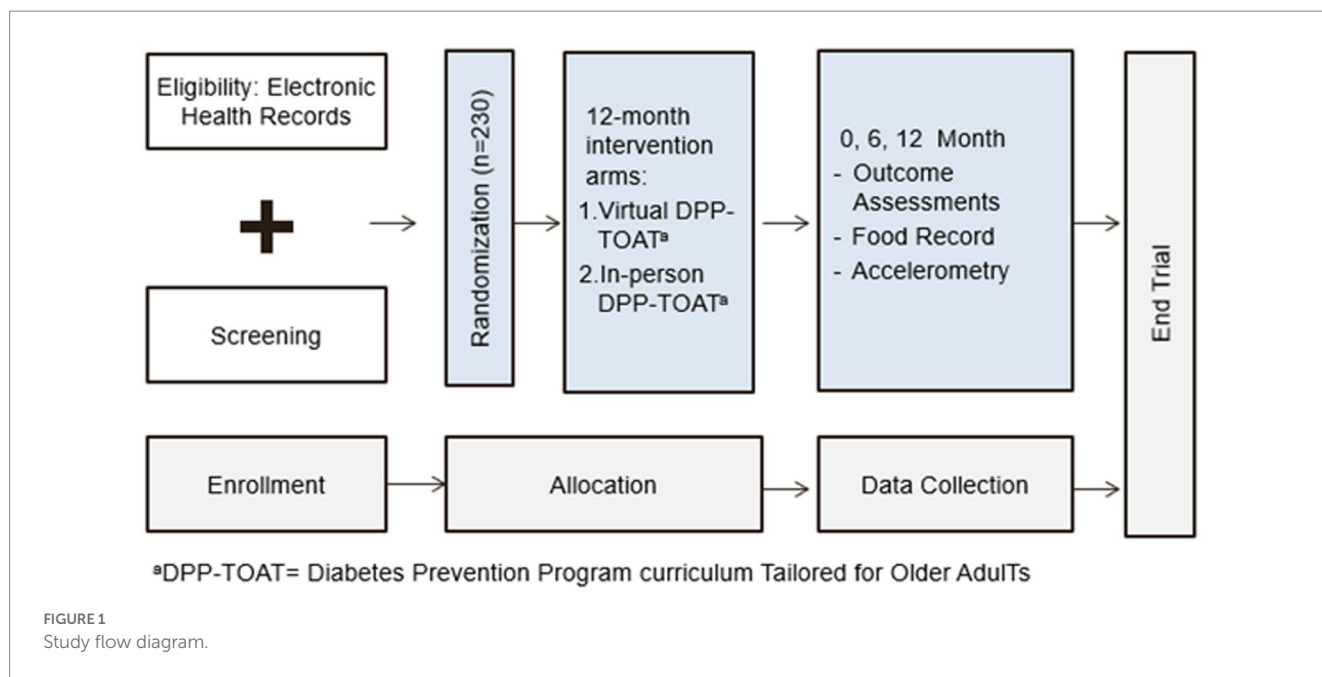 Eligibility: Electronic
Health Records
Screening
Randomization (n=230)
12-month
intervention
arms:
1.Virtual DPP-
TOATᵃ
2.In-person
DPP-TOATᵃ
0, 6, 12 Month
- Outcome
Assessments
- Food Record
- Accelerometry
End Trial
Enrollment
Allocation
Data Collection
ᵃDPP-TOAT= Diabetes Prevention Program curriculum Tailored for Older AdulTs
FIGURE 1
Study flow diagram.